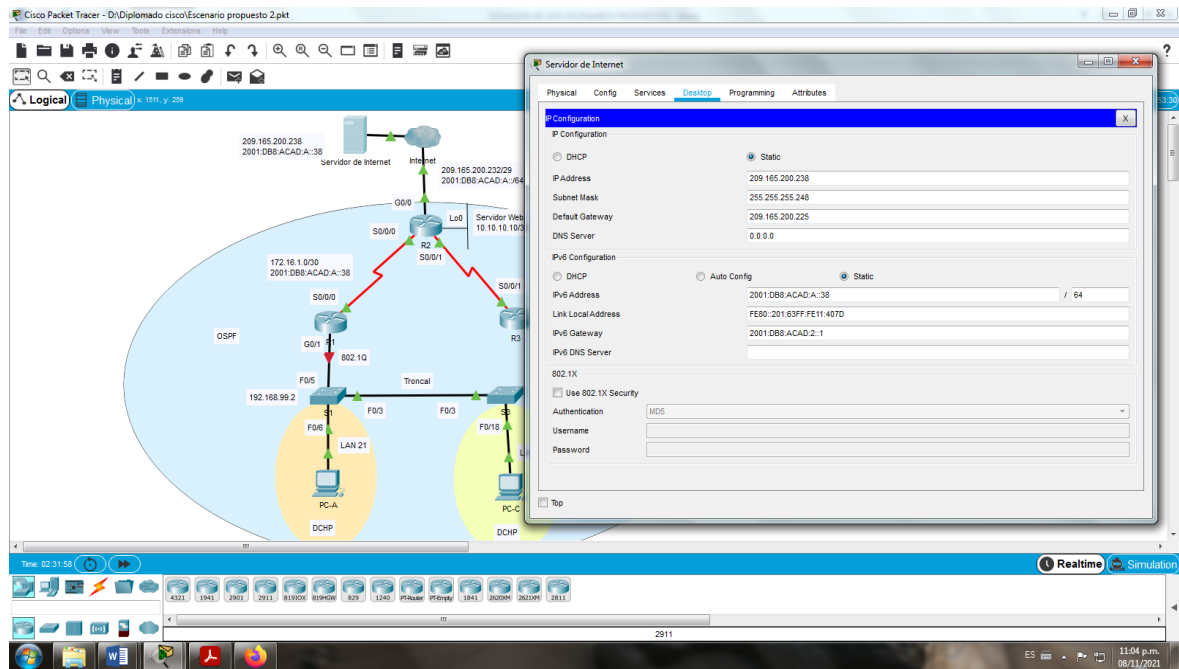 Cisco Packet Tracer - D:\Diplomado cisco\Escenario propuesto 2.pkt
File Edit Options View Tools Extensions Help
?
Logical Physical x: 1511, y: 259
53:30
209.165.200.238
2001:DB8:ACAD:A::38
Servidor de Internet
Internet
209.165.200.232/29
2001:DB8:ACAD:A::/64
G0/0
Lo0
Servidor Web
10.10.10.10/3
S0/0/0
R2
S0/0/1
172.16.1.0/30
2001:DB8:ACAD:A::38
S0/0/0
S0/0/1
OSPF
G0/1
R1
R3
802.1Q
F0/5
Troncal
192.168.99.2
S1
F0/3
F0/3
S3
F0/6
F0/18
LAN 21
L
PC-A
PC-C
DCHP
DCHP
Servidor de Internet
Physical Config Services Desktop Programming Attributes
IP Configuration
X
IP Configuration
DHCP Static
IP Address 209.165.200.238
Subnet Mask 255.255.255.248
Default Gateway 209.165.200.225
DNS Server 0.0.0.0
IPv6 Configuration
DHCP Auto Config Static
IPv6 Address 2001:DB8:ACAD:A::38 / 64
Link Local Address FE80::201:63FF:FE11:407D
IPv6 Gateway 2001:DB8:ACAD:2::1
IPv6 DNS Server
802.1X
Use 802.1X Security
Authentication MD5
Username
Password
Top
Time: 02:31:58
Realtime Simulation
4321 1941 2901 2911 819IOX 819HGW 829 1240 PT-Router PT-Empty 1841 2620XM 2621XM 2811
2911
ES 11:04 p.m.
08/11/2021